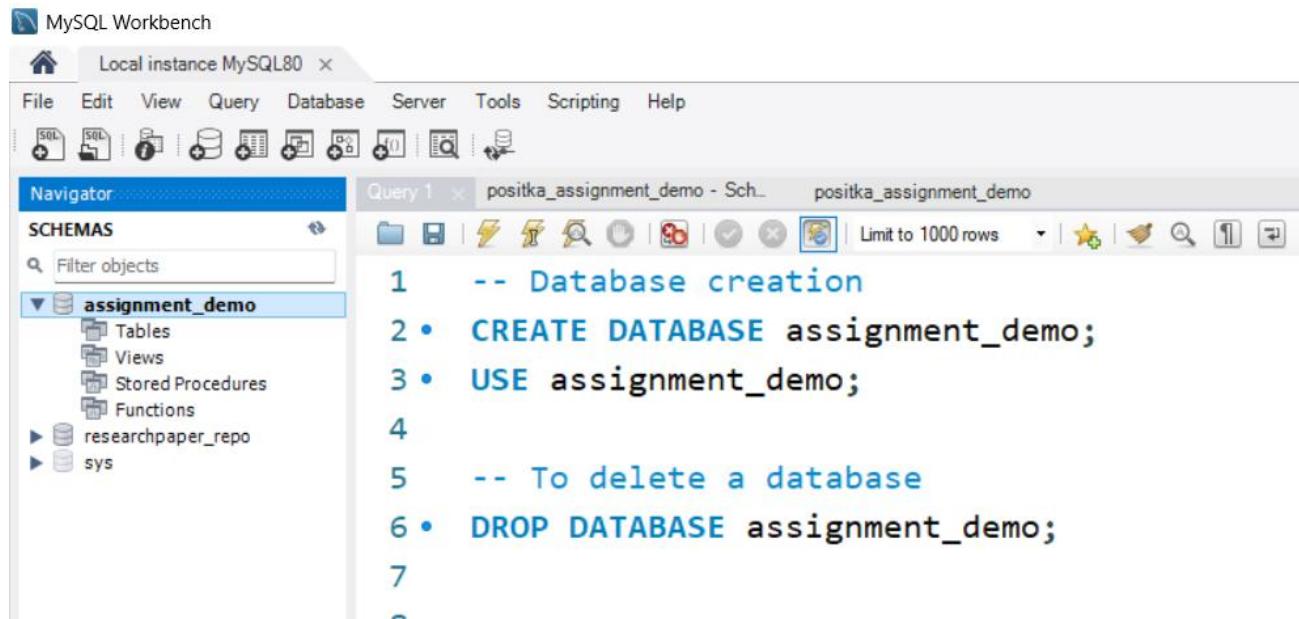 MySQL Workbench
Local instance MySQL80 ×
File Edit View Query Database Server Tools Scripting Help
Navigator
Query 1 × positka_assignment_demo - Sch... positka_assignment_demo
SCHEMAS
Limit to 1000 rows
Filter objects
assignment_demo
Tables
Views
Stored Procedures
Functions
researchpaper_repo
sys
1 -- Database creation
2 CREATE DATABASE assignment_demo;
3 USE assignment_demo;
4
5 -- To delete a database
6 DROP DATABASE assignment_demo;
7